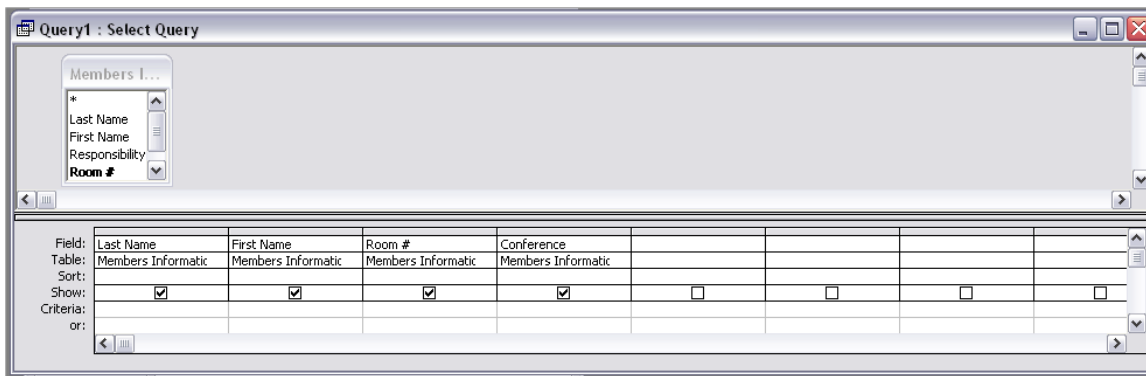 Query1 : Select Query
Members I...
*
Last Name
First Name
Responsibility
Room #
Field: Last Name First Name Room # Conference
Table: Members Informatic Members Informatic Members Informatic Members Informatic
Sort:
Show:
Criteria:
or: